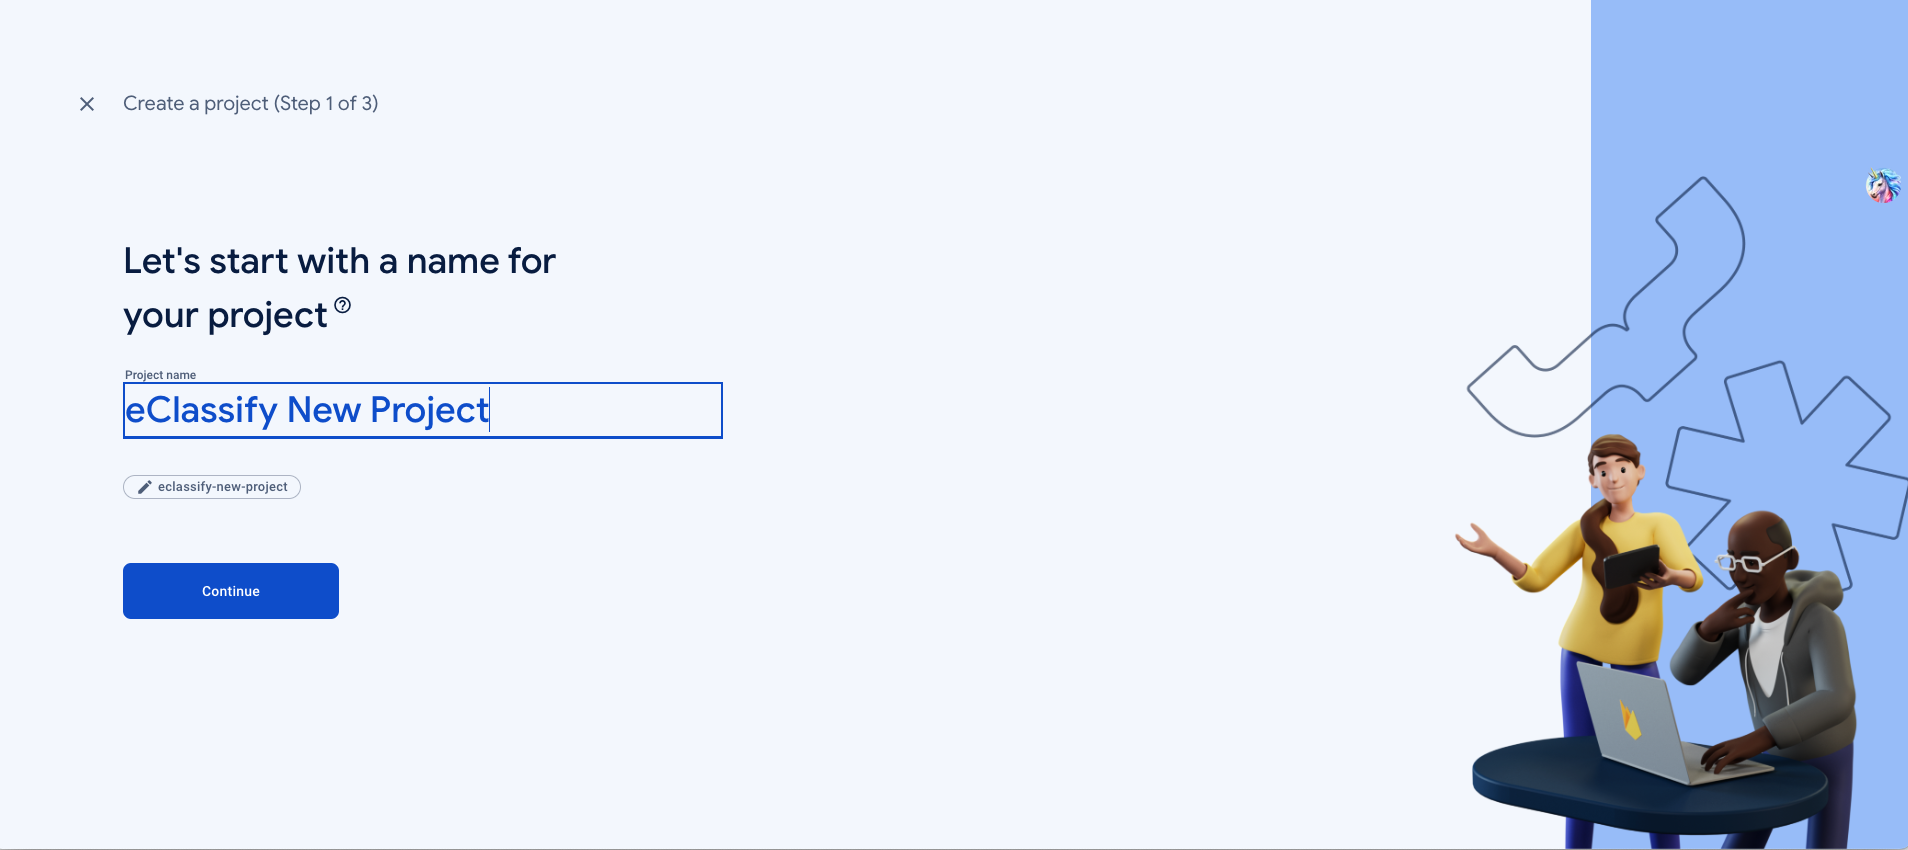 Create a project (Step 1 of 3)
Let's start with a name for
your project
Project name
eClassify New Project
eclassify-new-project
Continue